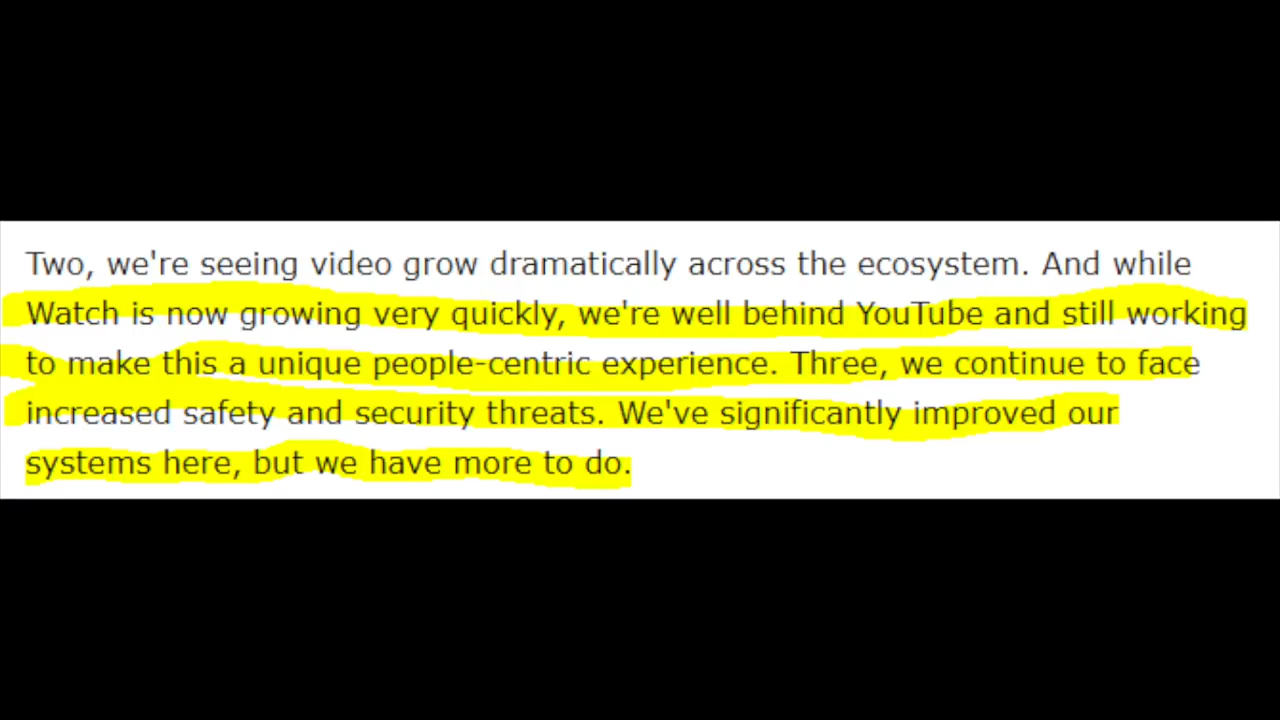 Two, we're seeing video grow dramatically across the ecosystem. And while
Watch is now growing very quickly, we're well behind YouTube and still working
to make this a unique people-centric experience. Three, we continue to face
increased safety and security threats. We've significantly improved our
systems here, but we have more to do.